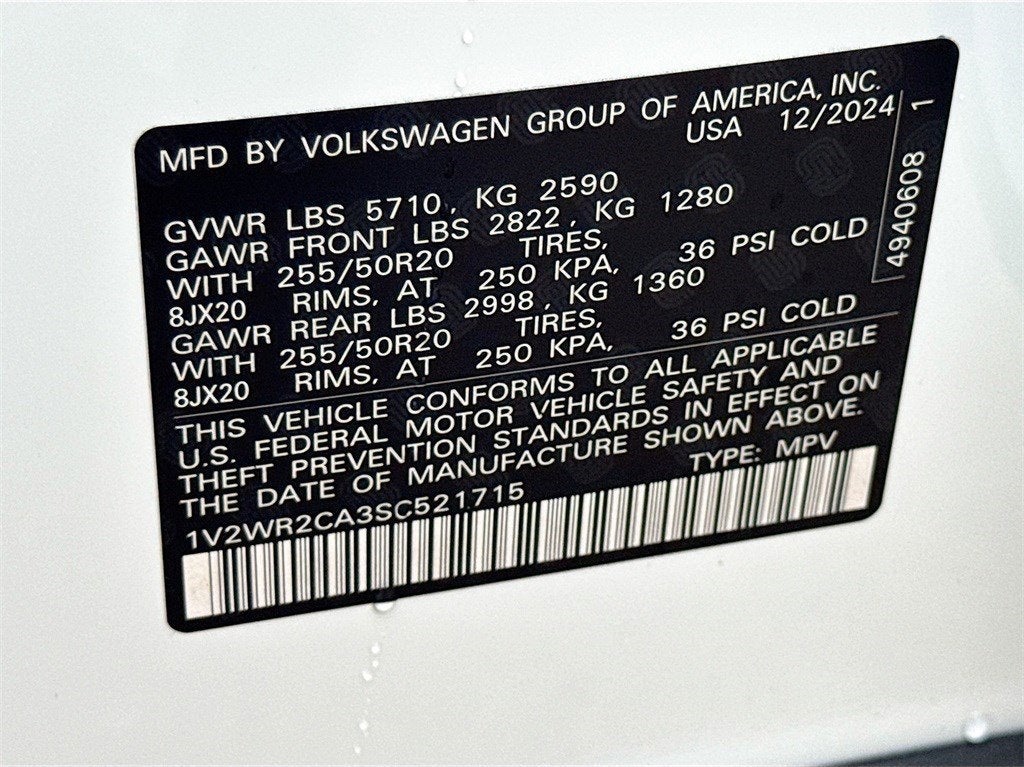 MFD BY VOLKSWAGEN GROUP OF AMERICA, INC.
USA 12/2024
GVWR LBS 5710, KG 2590
GAWR FRONT LBS 2822, KG 1280
WITH 255/50R20 TIRES,
8JX20 RIMS, AT 250 KPA, 36 PSI COLD
GAWR REAR LBS 2998, KG 1360
WITH 255/50R20 TIRES,
8JX20 RIMS, AT 250 KPA, 36 PSI COLD
THIS VEHICLE CONFORMS TO ALL APPLICABLE
U.S. FEDERAL MOTOR VEHICLE SAFETY AND
THEFT PREVENTION STANDARDS IN EFFECT ON
THE DATE OF MANUFACTURE SHOWN ABOVE.
1V2WR2CA3SC521715 TYPE: MPV
4940608 1